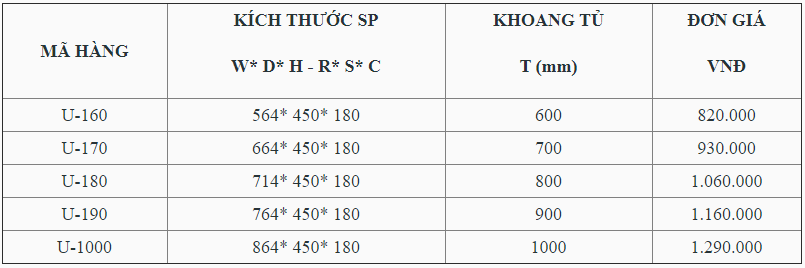 MÃ HÀNG
KÍCH THƯỚC SP
W* D* H - R* S* C
KHOANG TỦ
T (mm)
ĐƠN GIÁ
VNĐ
U-160 564* 450* 180 600 820.000
U-170 664* 450* 180 700 930.000
U-180 714* 450* 180 800 1.060.000
U-190 764* 450* 180 900 1.160.000
U-1000 864* 450* 180 1000 1.290.000